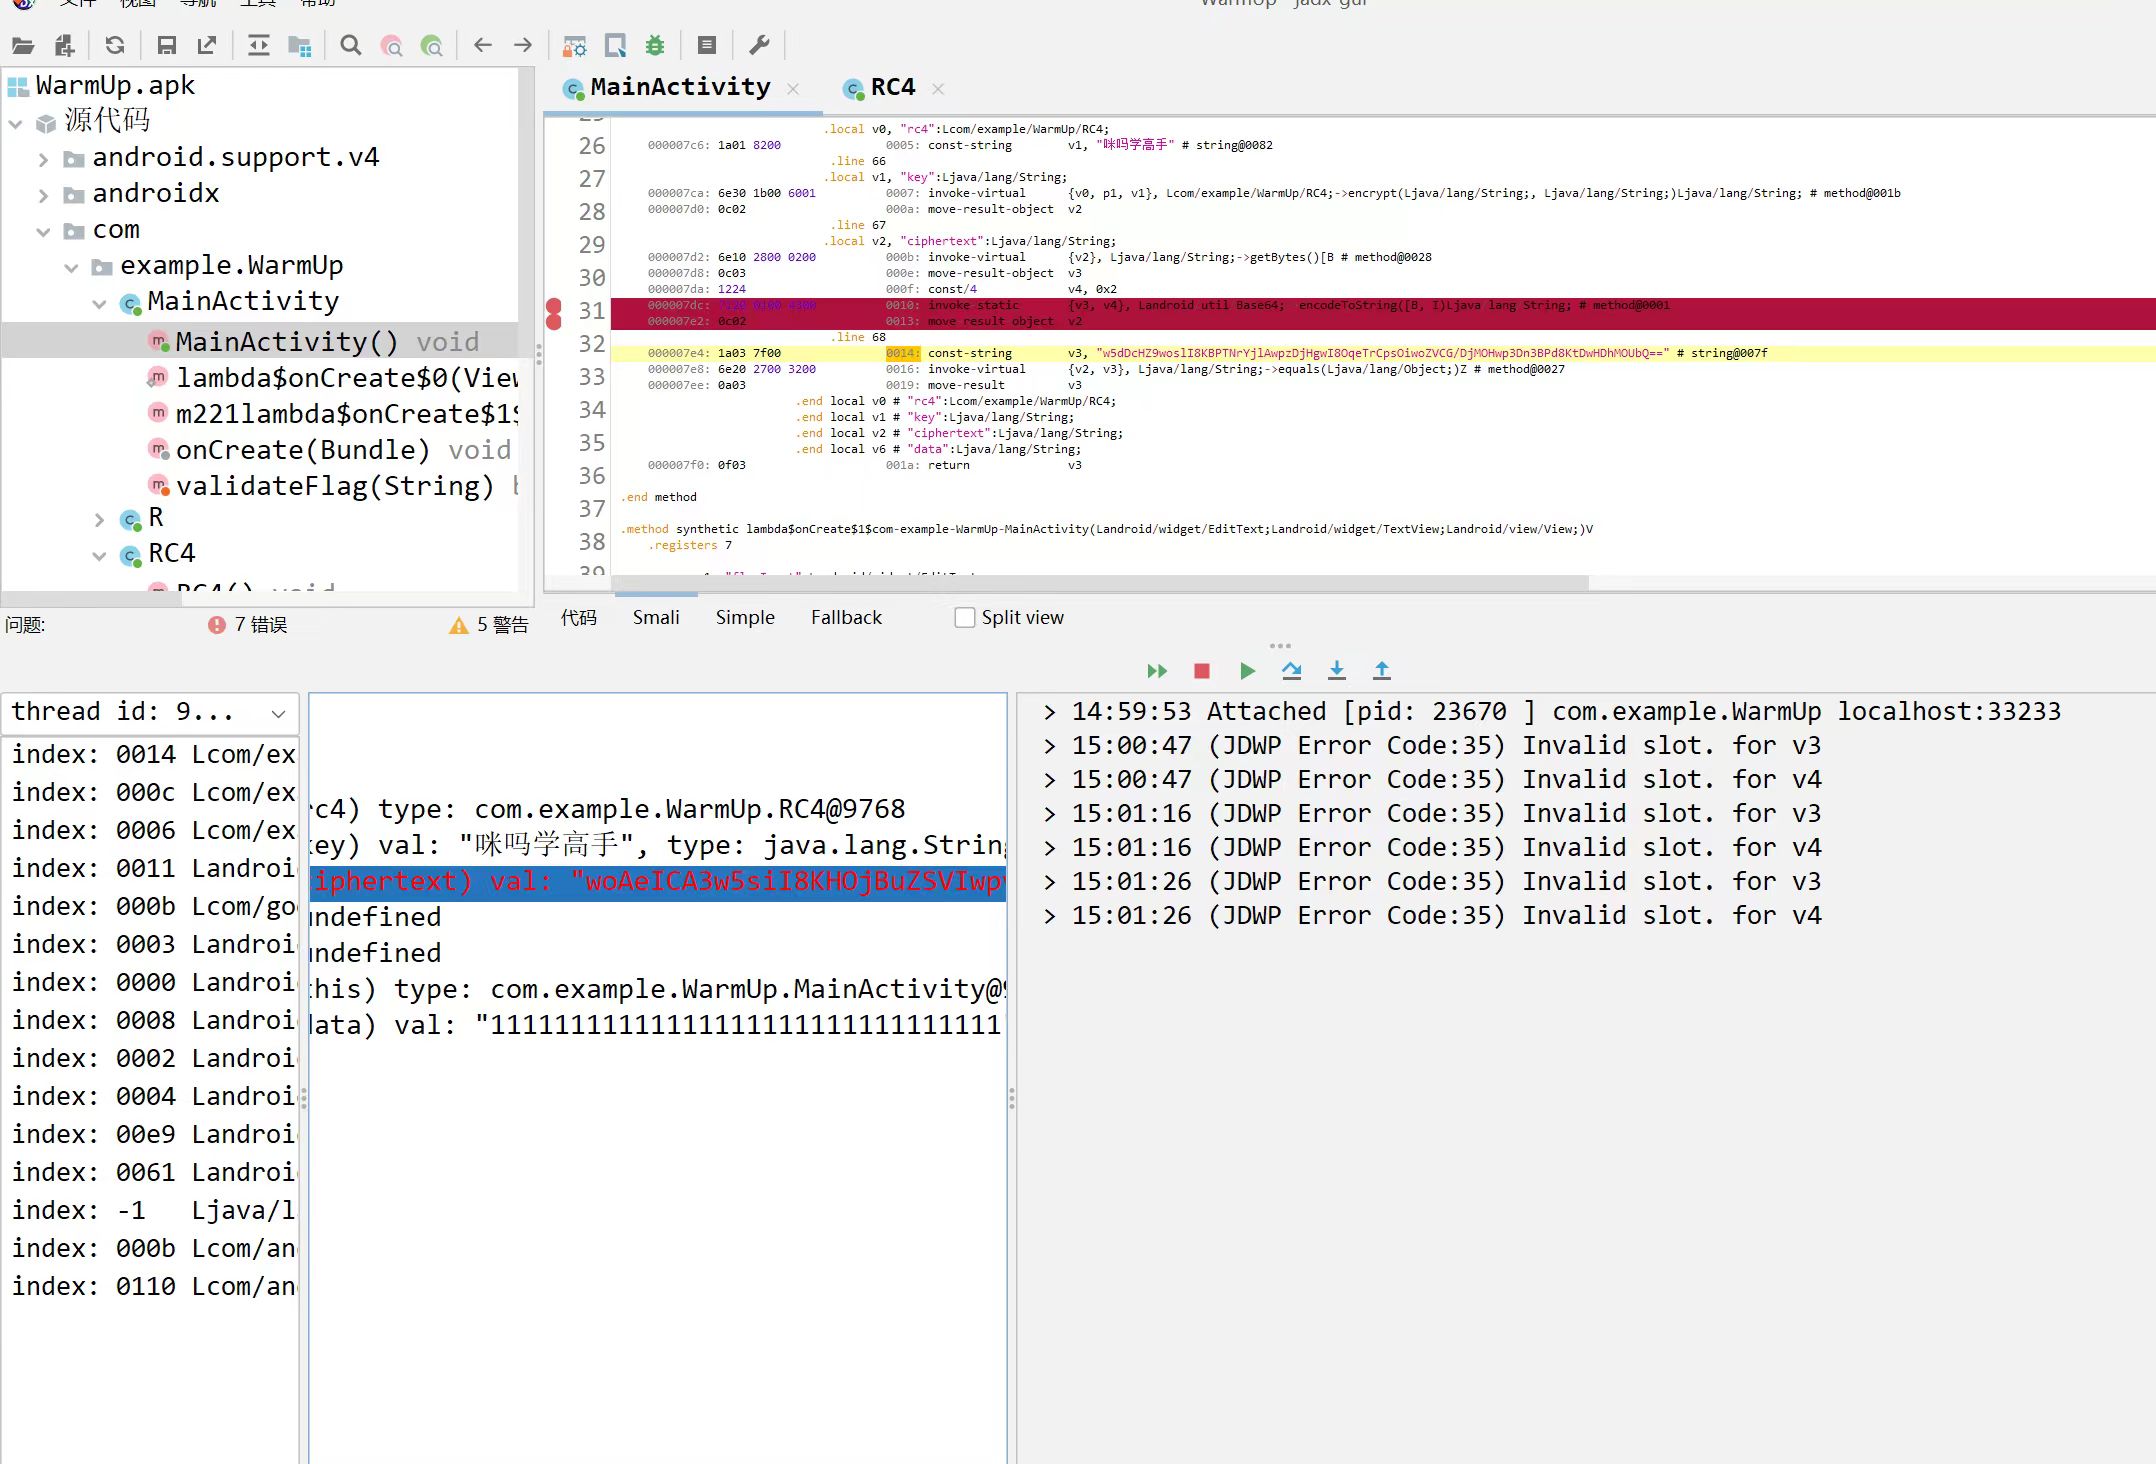 文件 视图 导航 工具 帮助
WarmUp - jadx-gui
WarmUp.apk
源代码
android.support.v4
androidx
com
example.WarmUp
MainActivity
MainActivity() void
lambda$onCreate$0(View
m221lambda$onCreate$1$
onCreate(Bundle) void
validateFlag(String) b
R
RC4
RC4() void
问题: 7 错误 5 警告
MainActivity RC4
25
26
27
28
29
30
31
32
33
34
35
36
37
38
39
.local v0, "rc4":Lcom/example/WarmUp/RC4;
000007c6: 1a01 8200 0005: const-string v1, "咪吗学高手" # string@0082
.line 66
.local v1, "key":Ljava/lang/String;
000007ca: 6e30 1b00 6001 0007: invoke-virtual {v0, p1, v1}, Lcom/example/WarmUp/RC4;->encrypt(Ljava/lang/String;, Ljava/lang/String;)Ljava/lang/String; # method@001b
000007d0: 0c02 000a: move-result-object v2
.line 67
.local v2, "ciphertext":Ljava/lang/String;
000007d2: 6e10 2800 0200 000b: invoke-virtual {v2}, Ljava/lang/String;->getBytes()[B # method@0028
000007d8: 0c03 000e: move-result-object v3
000007da: 1224 000f: const/4 v4, 0x2
000007dc: 7120 0100 4300 0010: invoke-static {v3, v4}, Landroid/util/Base64;->encodeToString([B, I)Ljava/lang/String; # method@0001
000007e2: 0c02 0013: move-result-object v2
.line 68
000007e4: 1a03 7f00 0014: const-string v3, "w5dDcHZ9woslI8KBPTNrYjlAwpzDjHgwI8OqeTrCpsOiwoZVCG/DjMOHwp3Dn3BPd8KtDwHDhMOUbQ==" # string@007f
000007e8: 6e20 2700 3200 0016: invoke-virtual {v2, v3}, Ljava/lang/String;->equals(Ljava/lang/Object;)Z # method@0027
000007ee: 0a03 0019: move-result v3
.end local v0 # "rc4":Lcom/example/WarmUp/RC4;
.end local v1 # "key":Ljava/lang/String;
.end local v2 # "ciphertext":Ljava/lang/String;
.end local v6 # "data":Ljava/lang/String;
000007f0: 0f03 001a: return v3
.end method
.method synthetic lambda$onCreate$1$com-example-WarmUp-MainActivity(Landroid/widget/EditText;Landroid/widget/TextView;Landroid/view/View;)V
.registers 7
代码 Smali Simple Fallback Split view
thread id: 9...
index: 0014 Lcom/ex
index: 000c Lcom/ex
index: 0006 Lcom/ex
index: 0011 Landroi
index: 000b Lcom/go
index: 0003 Landroi
index: 0000 Landroi
index: 0008 Landroi
index: 0002 Landroi
index: 0004 Landroi
index: 00e9 Landroi
index: 0061 Landroi
index: -1 Ljava/l
index: 000b Lcom/an
index: 0110 Lcom/an
rc4) type: com.example.WarmUp.RC4@9768
key) val: "咪吗学高手", type: java.lang.String
ciphertext) val: "woAeICA3w5siI8KHOjBuZSVIwpv
undefined
undefined
this) type: com.example.WarmUp.MainActivity@9
data) val: "11111111111111111111111111111111
> 14:59:53 Attached [pid: 23670 ] com.example.WarmUp localhost:33233
> 15:00:47 (JDWP Error Code:35) Invalid slot. for v3
> 15:00:47 (JDWP Error Code:35) Invalid slot. for v4
> 15:01:16 (JDWP Error Code:35) Invalid slot. for v3
> 15:01:16 (JDWP Error Code:35) Invalid slot. for v4
> 15:01:26 (JDWP Error Code:35) Invalid slot. for v3
> 15:01:26 (JDWP Error Code:35) Invalid slot. for v4